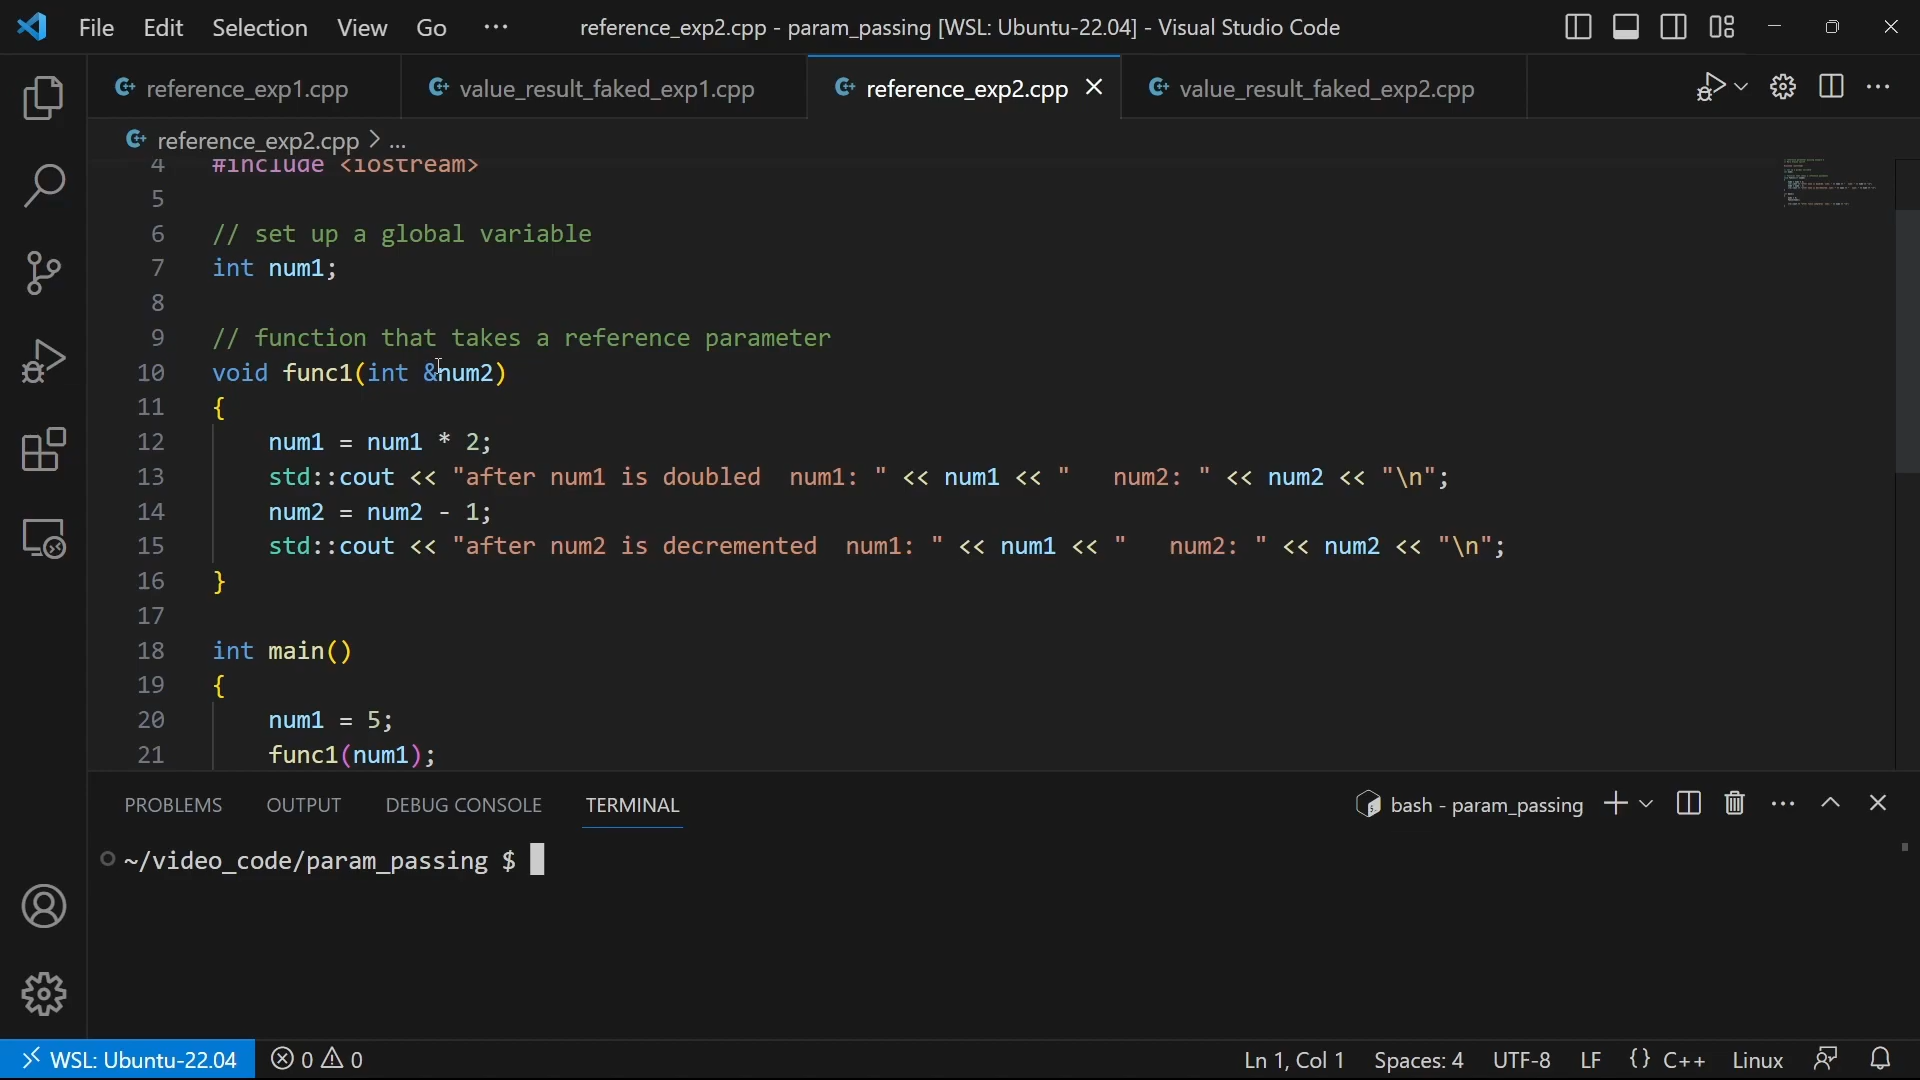 File Edit Selection View Go ... reference_exp2.cpp - param_passing [WSL: Ubuntu-22.04] - Visual Studio Code
reference_exp1.cpp value_result_faked_exp1.cpp reference_exp2.cpp value_result_faked_exp2.cpp
reference_exp2.cpp > ...
4 #include <iostream>
5
6 // set up a global variable
7 int num1;
8
9 // function that takes a reference parameter
10 void func1(int &num2)
11 {
12 num1 = num1 * 2;
13 std::cout << "after num1 is doubled  num1: " << num1 << "   num2: " << num2 << "\n";
14 num2 = num2 - 1;
15 std::cout << "after num2 is decremented  num1: " << num1 << "   num2: " << num2 << "\n";
16 }
17
18 int main()
19 {
20 num1 = 5;
21 func1(num1);
PROBLEMS OUTPUT DEBUG CONSOLE TERMINAL bash - param_passing
~/video_code/param_passing $
WSL: Ubuntu-22.04 0 0 Ln 1, Col 1 Spaces: 4 UTF-8 LF {} C++ Linux